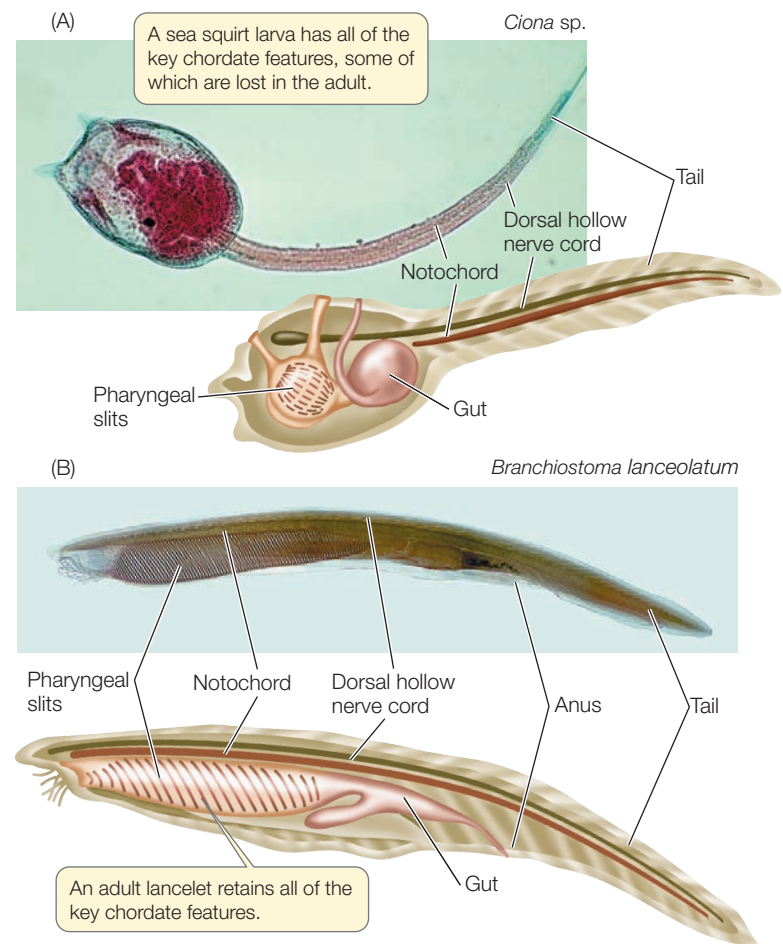 (A)
Ciona sp.
A sea squirt larva has all of the
key chordate features, some of
which are lost in the adult.
Tail
Dorsal hollow
nerve cord
Notochord
Pharyngeal
slits
Gut
(B)
Branchiostoma lanceolatum
Pharyngeal
slits
Notochord
Dorsal hollow
nerve cord
Anus
Tail
Gut
An adult lancelet retains all of the
key chordate features.